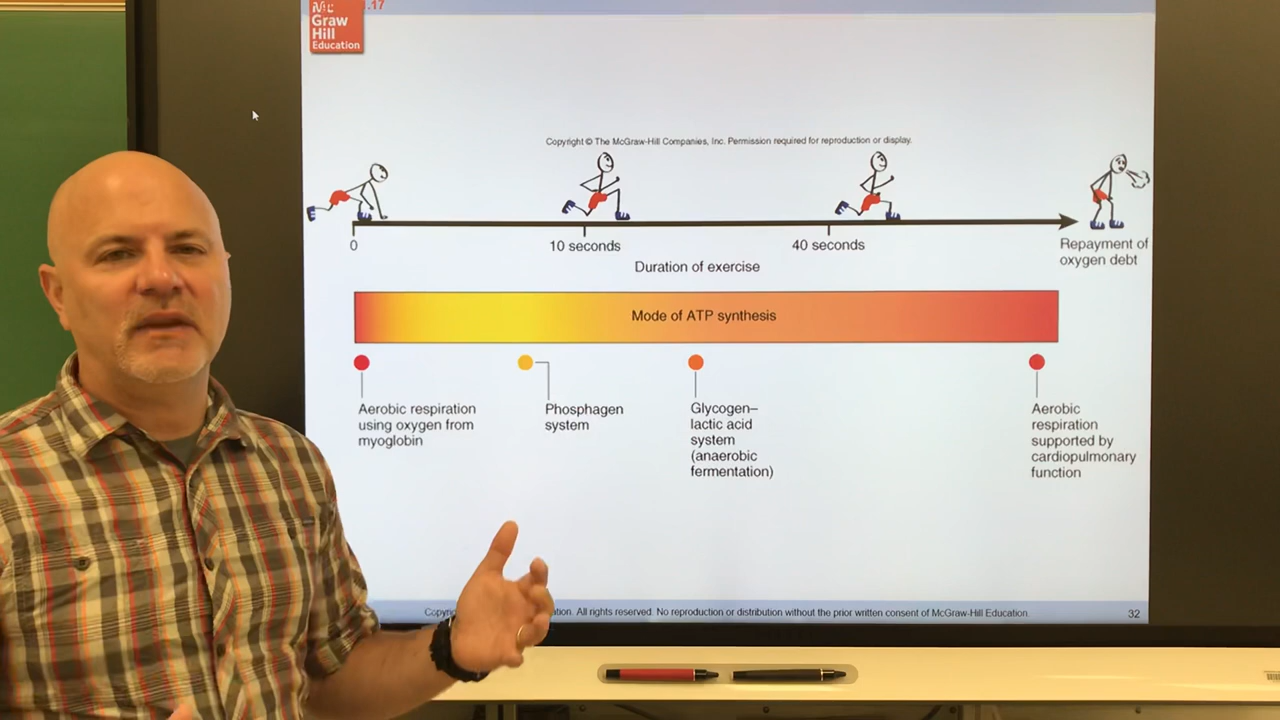 .17
Mc
Graw
Hill
Education
Copyright © The McGraw-Hill Companies, Inc. Permission required for reproduction or display.
0
10 seconds
40 seconds
Repayment of
oxygen debt
Duration of exercise
Mode of ATP synthesis
Aerobic respiration
using oxygen from
myoglobin
Phosphagen
system
Glycogen–
lactic acid
system
(anaerobic
fermentation)
Aerobic
respiration
supported by
cardiopulmonary
function
All rights reserved. No reproduction or distribution without the prior written consent of McGraw-Hill Education.
32